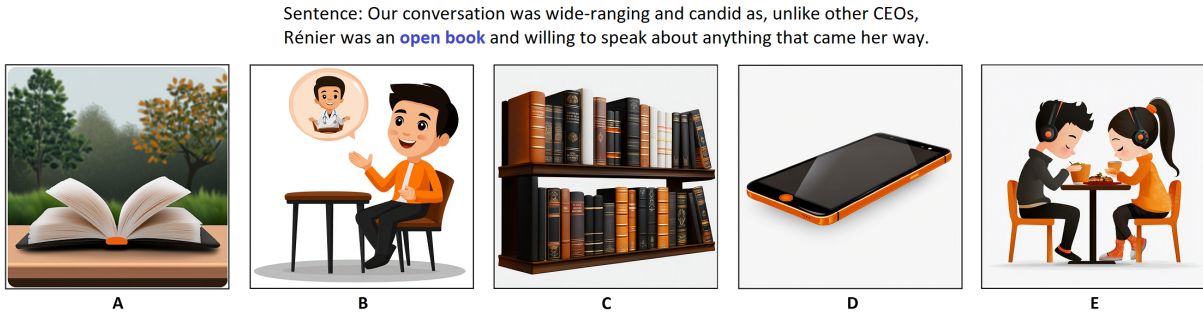 Sentence: Our conversation was wide-ranging and candid as, unlike other CEOs,
Rénier was an open book and willing to speak about anything that came her way.
A
B
C
D
E